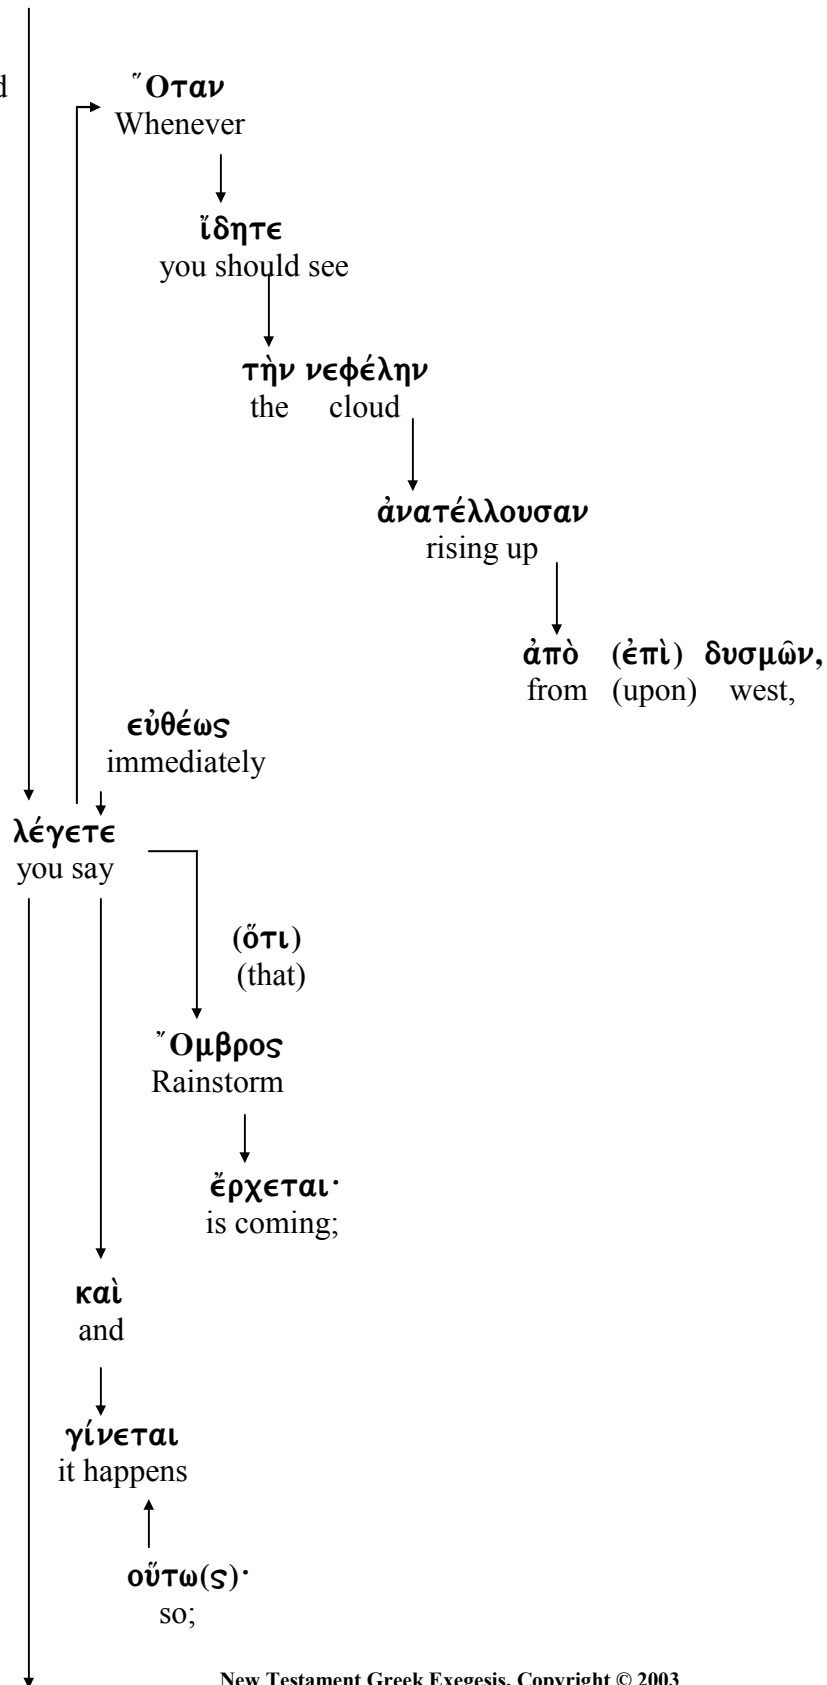 Ὅταν
Whenever
ἴδητε
you should see
τὴν νεφέλην
the cloud
ἀνατέλλουσαν
rising up
ἀπὸ (ἐπὶ) δυσμῶν,
from (upon) west,
εὐθέως
immediately
λέγετε
you say
(ὅτι)
(that)
Ὄμβρος
Rainstorm
ἔρχεται·
is coming;
καὶ
and
γίνεται
it happens
οὕτω(ς)·
so;
New Testament Greek Exegesis, Copyright © 2003